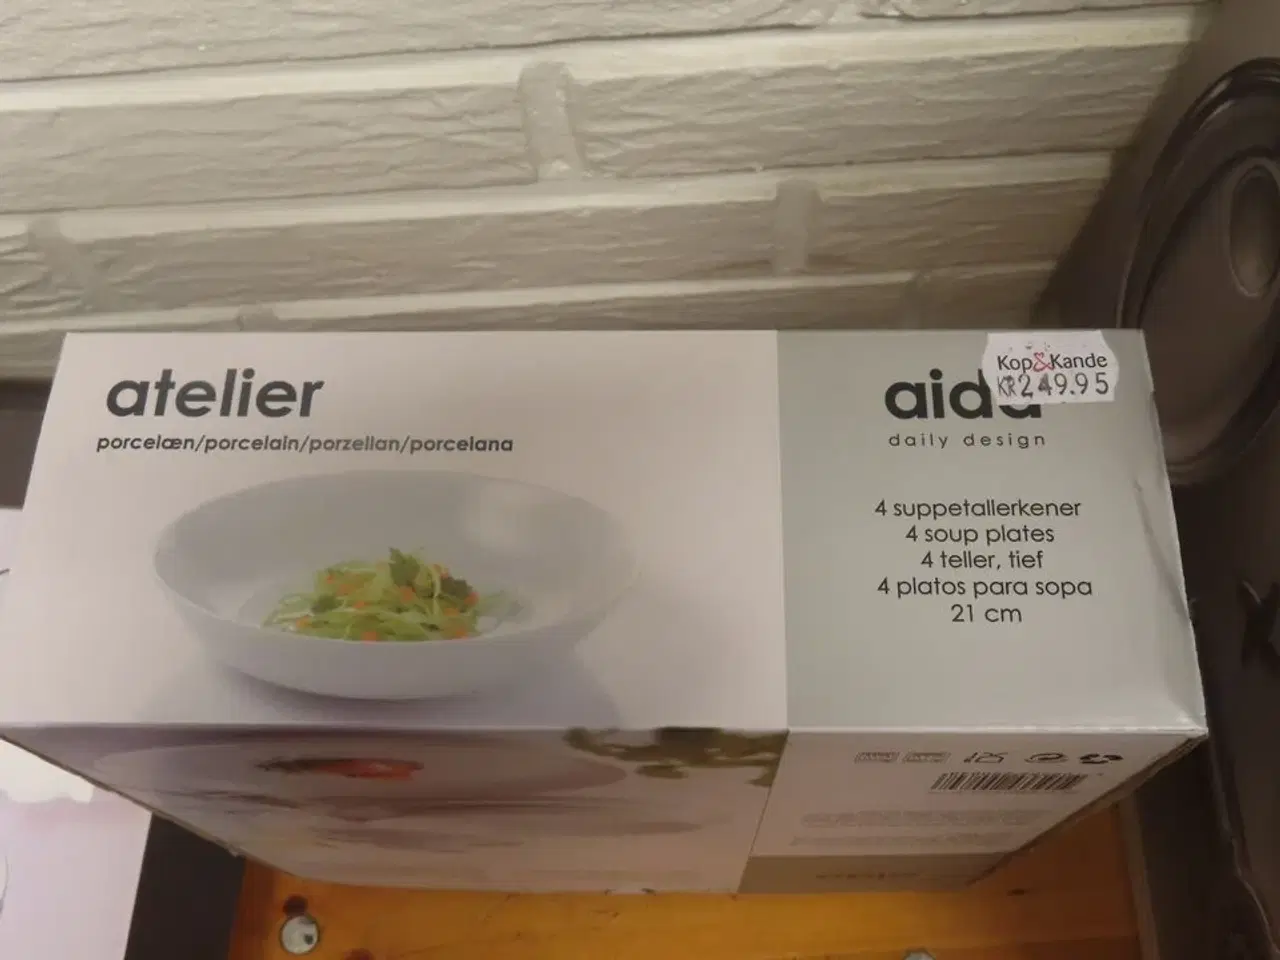 atelier
porcelæn/porcelain/porzellan/porcelana
Kop&Kande
KR249.95
aida
daily design
4 suppetallerkener
4 soup plates
4 teller, tief
4 platos para sopa
21 cm